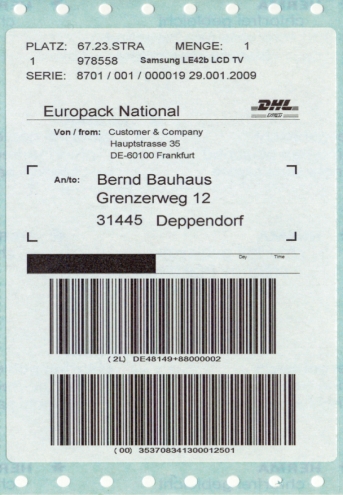 PLATZ: 67.23.STRA MENGE: 1
1 978558 Samsung LE42b LCD TV
SERIE: 8701 / 001 / 000019 29.001.2009
Europack National DHL
Von / from: Customer & Company
Hauptstrasse 35
DE-60100 Frankfurt
An/to: Bernd Bauhaus
Grenzerweg 12
31445 Deppendorf
Day Time
( 2L) DE48149+88000002
( 00) 353708341300012501
HERMA